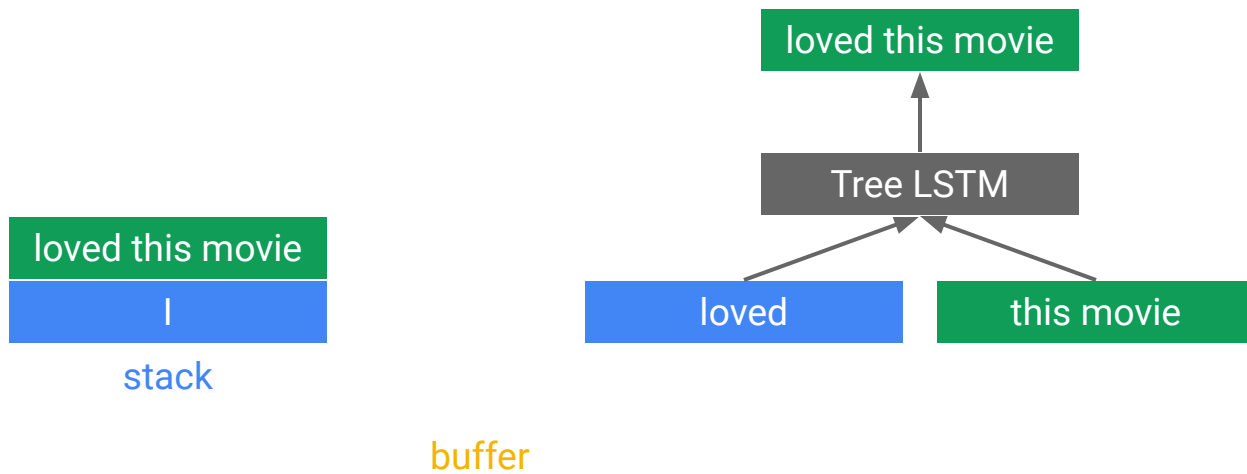 loved this movie
Tree LSTM
loved this movie
I
loved
this movie
stack
buffer